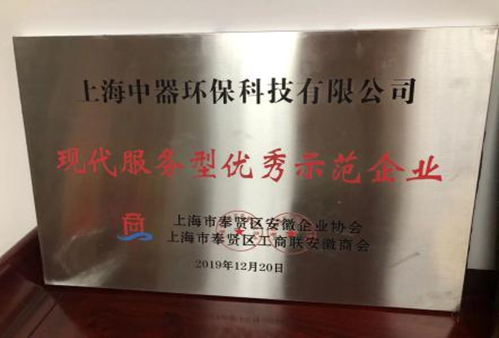 上海中器环保科技有限公司
现代服务型优秀示范企业
上海市奉贤区安徽企业协会
上海市奉贤区工商联安徽商会
2019年12月20日